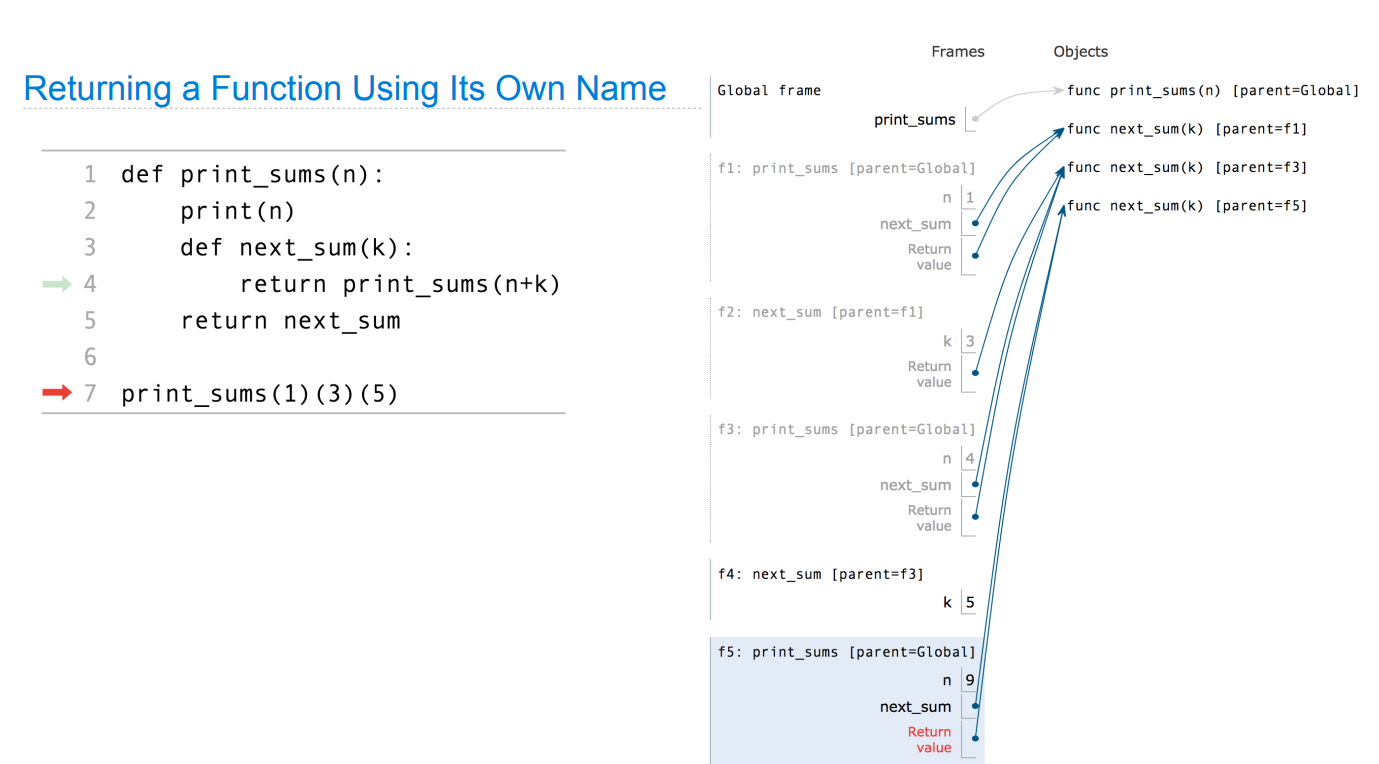 Returning a Function Using Its Own Name
1 def print_sums(n):
2 print(n)
3 def next_sum(k):
4 return print_sums(n+k)
5 return next_sum
6
7 print_sums(1)(3)(5)
Frames Objects
Global frame
print_sums
func print_sums(n) [parent=Global]
func next_sum(k) [parent=f1]
func next_sum(k) [parent=f3]
func next_sum(k) [parent=f5]
f1: print_sums [parent=Global]
n 1
next_sum
Return
value
f2: next_sum [parent=f1]
k 3
Return
value
f3: print_sums [parent=Global]
n 4
next_sum
Return
value
f4: next_sum [parent=f3]
k 5
f5: print_sums [parent=Global]
n 9
next_sum
Return
value